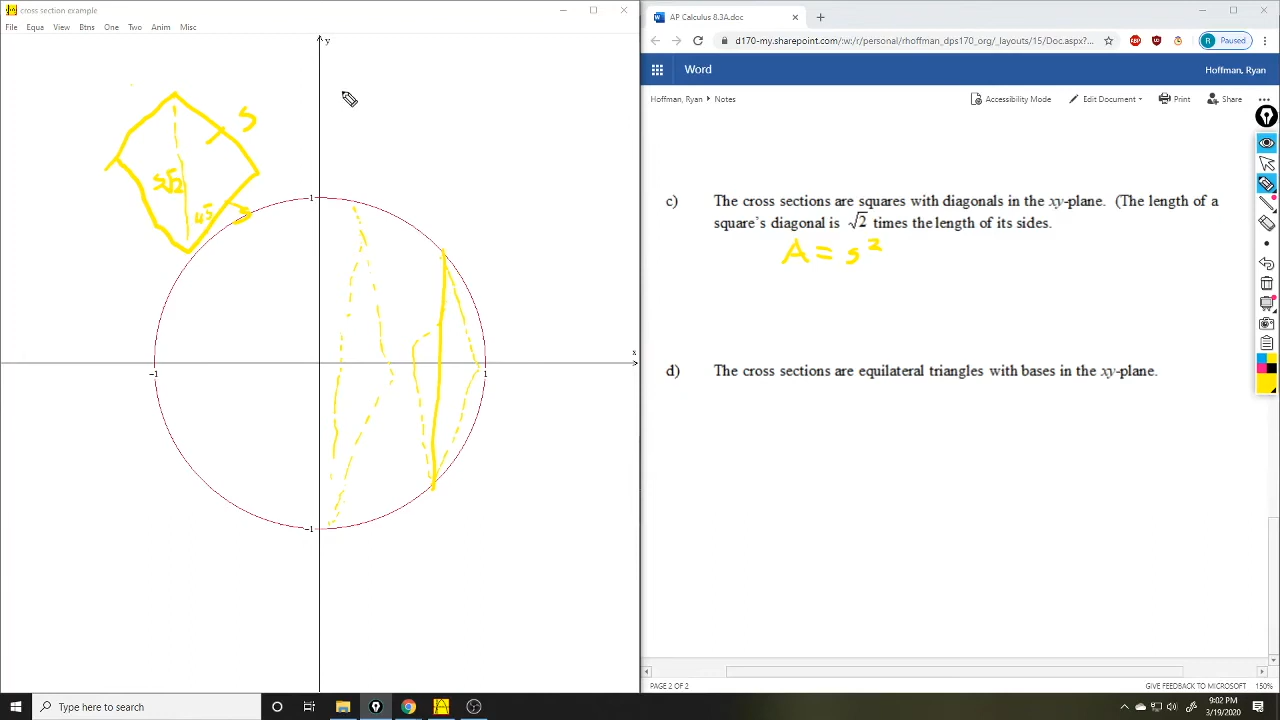 cross section example
File Equa View Btns One Two Anim Misc
y
S
s√2
45
S
1
x
-1
1
-1
Type here to search
AP Calculus 8.3A.doc
d170-my.sharepoint.com/:w:/r/personal/rhoffman_dps170_org/_layouts/15/Doc.aspx?...
R Paused
Word
Hoffman, Ryan
Hoffman, Ryan Notes
Accessibility Mode Edit Document Print Share
c) The cross sections are squares with diagonals in the xy-plane. (The length of a
square's diagonal is √2 times the length of its sides.
A = s²
d) The cross sections are equilateral triangles with bases in the xy-plane.
PAGE 2 OF 2
GIVE FEEDBACK TO MICROSOFT 150%
9:02 PM
3/19/2020